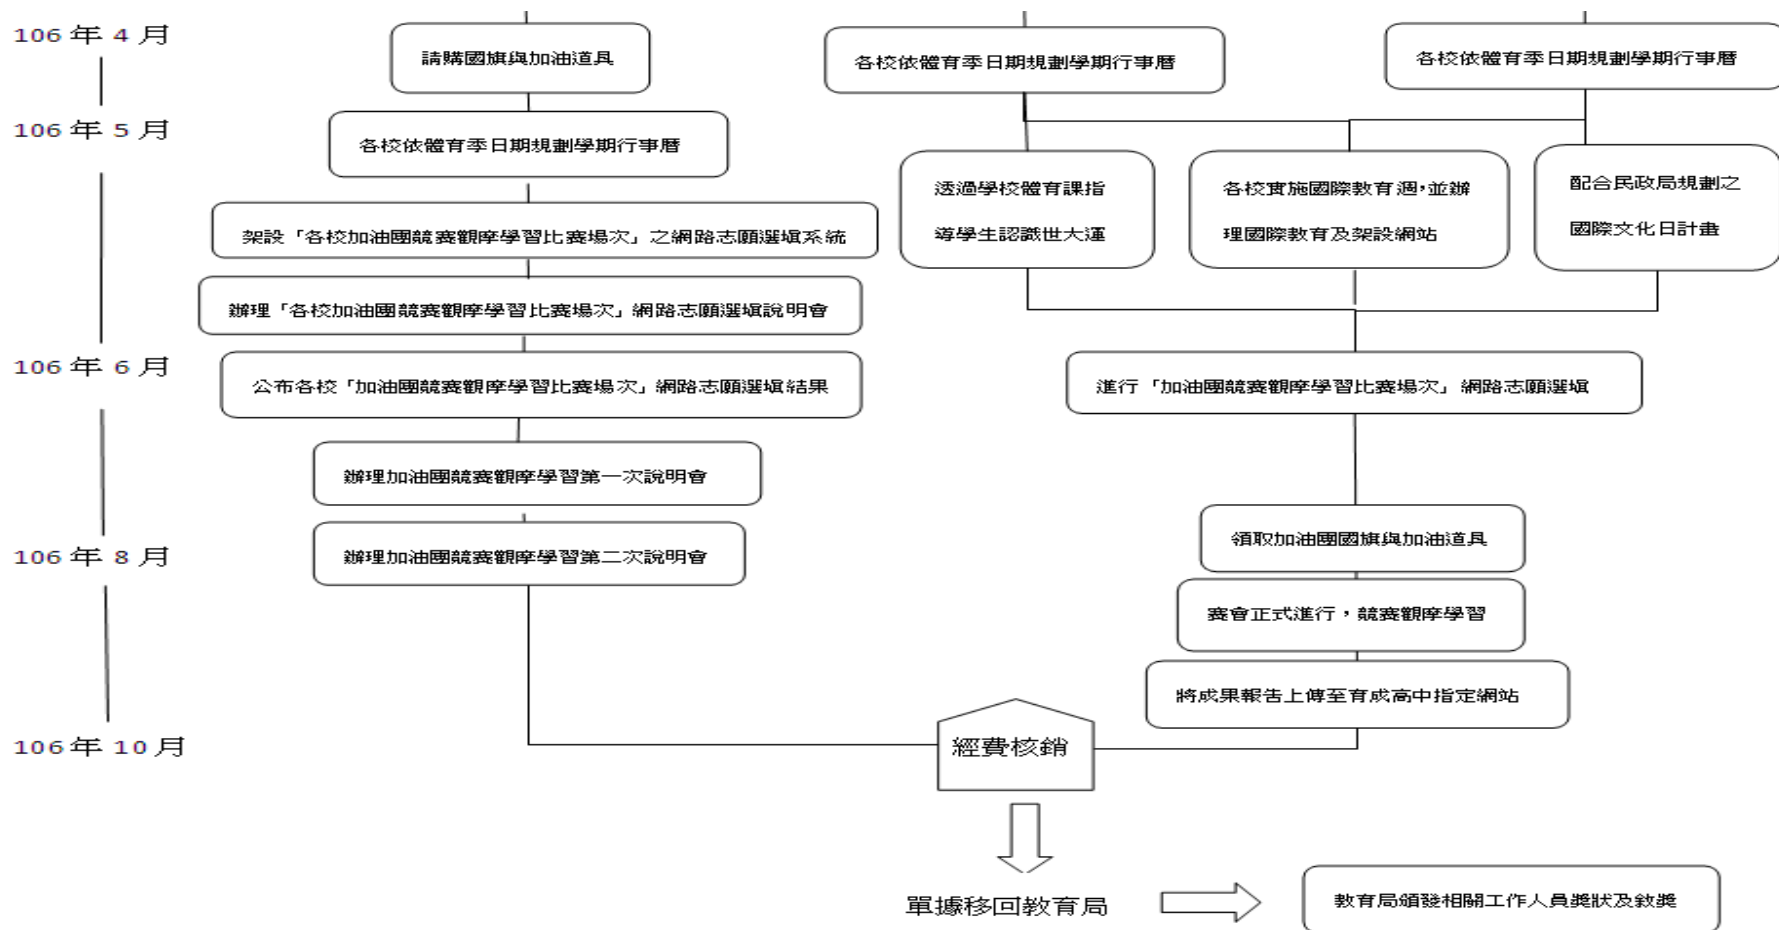 106 年 4 月
請購國旗與加油道具
各校依體育季日期規劃學期行事曆
各校依體育季日期規劃學期行事曆
106 年 5 月
各校依體育季日期規劃學期行事曆
透過學校體育課指
導學生認識世大運
各校實施國際教育週，並辦
理國際教育及架設網站
配合民政局規劃之
國際文化日計畫
架設「各校加油團競賽觀摩學習比賽場次」之網路志願選填系統
辦理「各校加油團競賽觀摩學習比賽場次」網路志願選填說明會
106 年 6 月
公布各校「加油團競賽觀摩學習比賽場次」網路志願選填結果
進行「加油團競賽觀摩學習比賽場次」網路志願選填
辦理加油團競賽觀摩學習第一次說明會
領取加油團國旗與加油道具
106 年 8 月
辦理加油團競賽觀摩學習第二次說明會
賽會正式進行，競賽觀摩學習
將成果報告上傳至育成高中指定網站
106 年 10 月
經費核銷
單據移回教育局
教育局頒發相關工作人員獎狀及敘獎